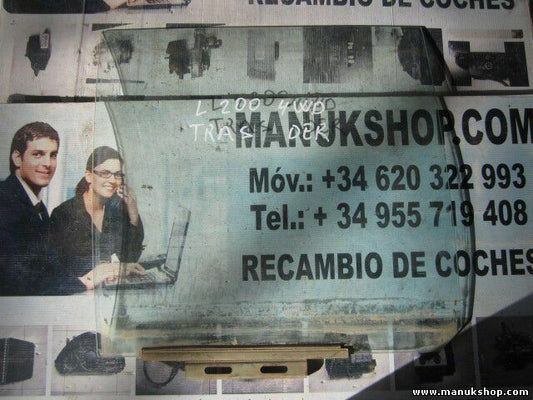 RECAMBIO DE COCHES
L200 4WD
TRAS DER
MANUKSHOP.COM
Móv.: +34 620 322 993
Tel.: + 34 955 719 408
RECAMBIO DE COCHES
www.manukshop.com